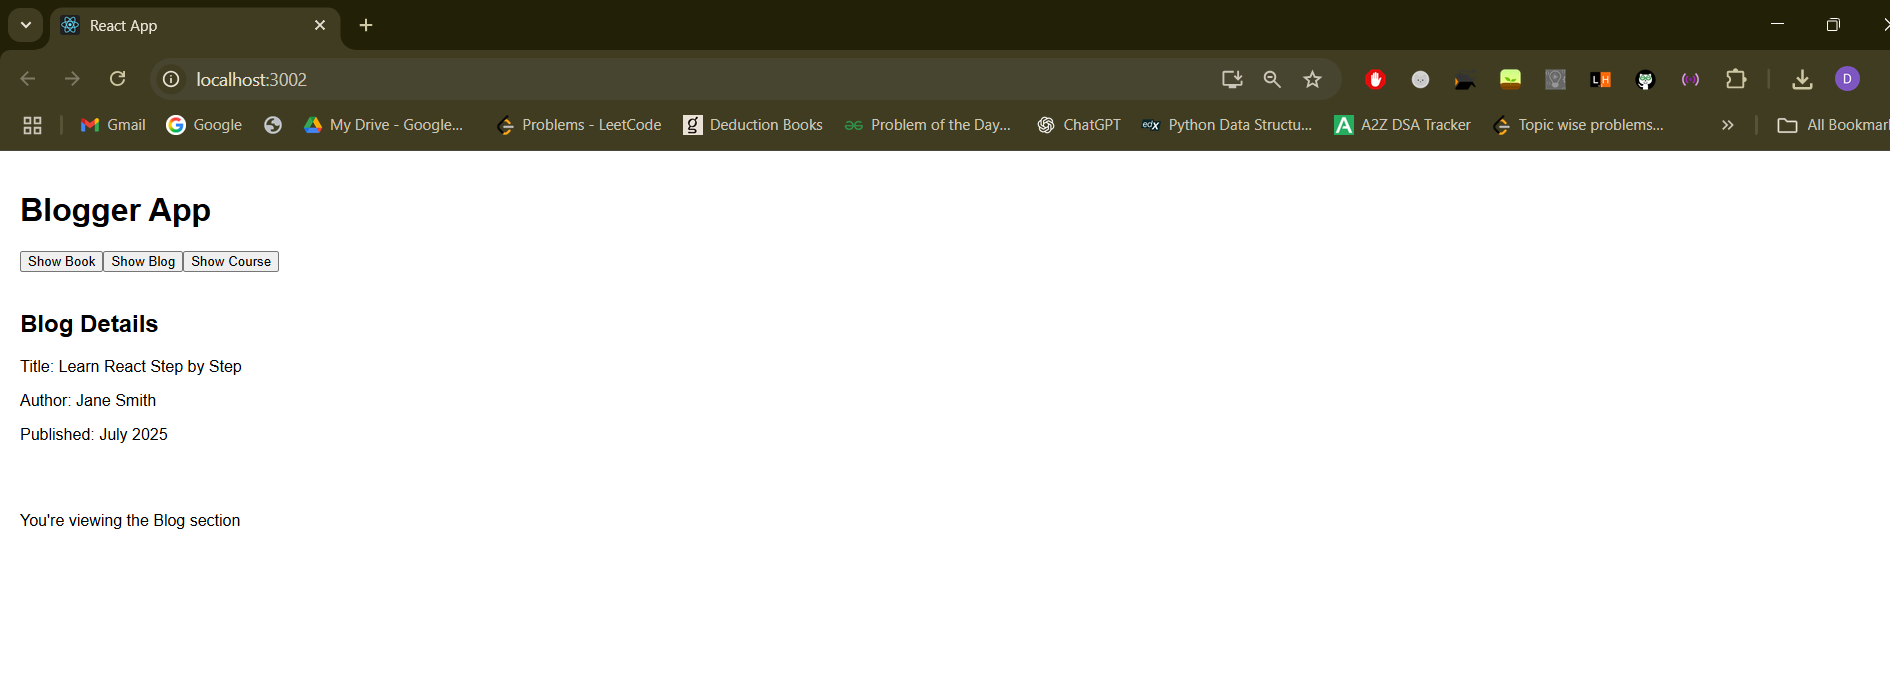 React App
localhost:3002
D
Gmail Google My Drive - Google... Problems - LeetCode g Deduction Books Problem of the Day... ChatGPT edx Python Data Structu... A A2Z DSA Tracker Topic wise problems... All Bookmar
Blogger App
Show Book Show Blog Show Course
Blog Details
Title: Learn React Step by Step
Author: Jane Smith
Published: July 2025
You're viewing the Blog section